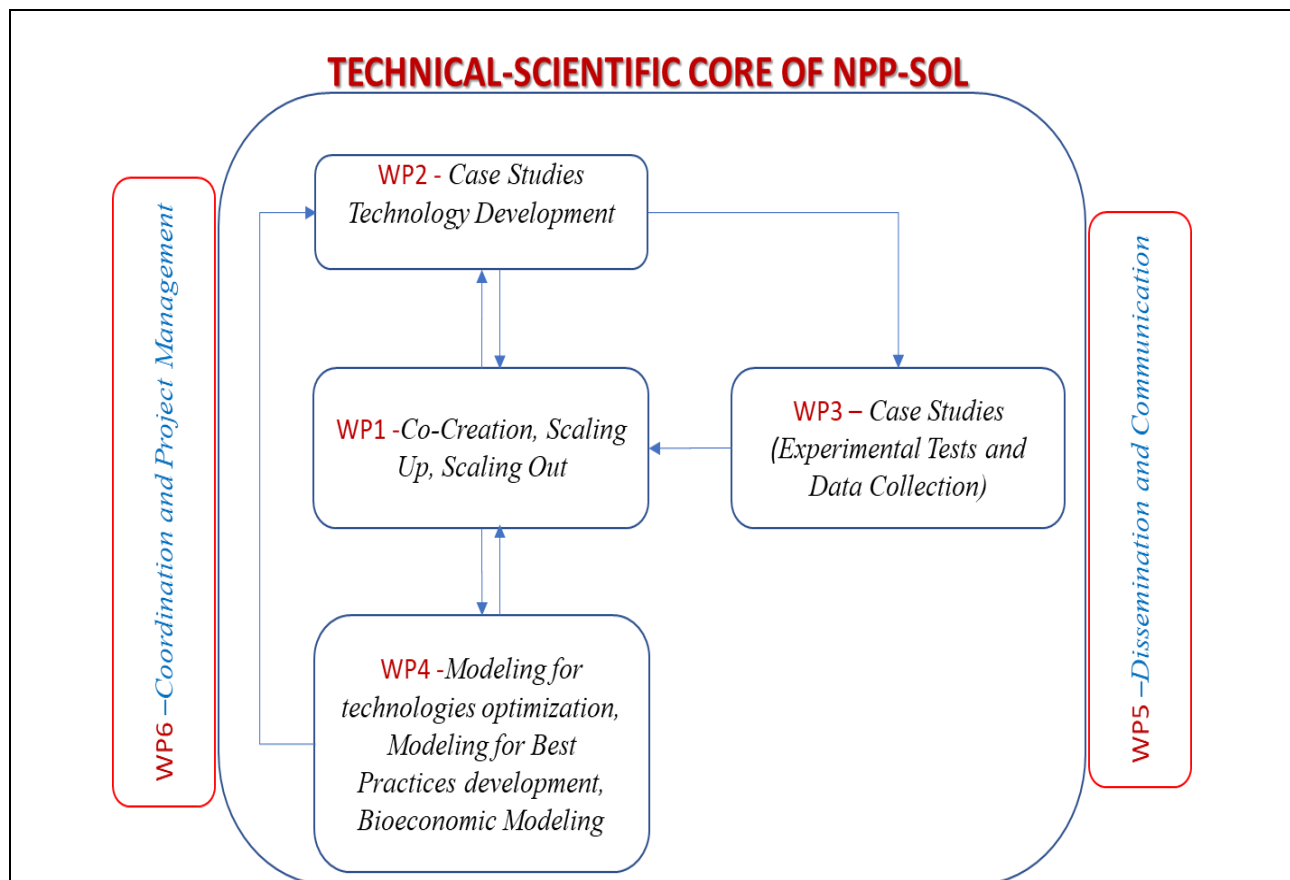 TECHNICAL-SCIENTIFIC CORE OF NPP-SOL
WP6 –Coordination and Project Management
WP2 - Case Studies
Technology Development
WP1 -Co-Creation, Scaling
Up, Scaling Out
WP3 – Case Studies
(Experimental Tests and
Data Collection)
WP4 -Modeling for
technologies optimization,
Modeling for Best
Practices development,
Bioeconomic Modeling
WP5 –Dissemination and Communication